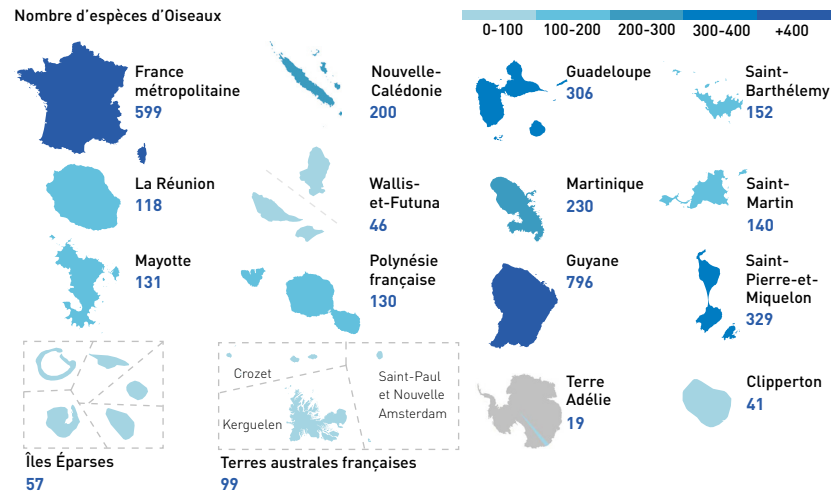 Nombre d'espèces d'Oiseaux
0-100
100-200
200-300
300-400
+400
France
métropolitaine
599
Nouvelle-
Calédonie
200
Guadeloupe
306
Saint-
Barthélemy
152
La Réunion
118
Wallis-
et-Futuna
46
Martinique
230
Saint-
Martin
140
Mayotte
131
Polynésie
française
130
Guyane
796
Saint-
Pierre-et-
Miquelon
329
Îles Éparses
57
Crozet
Kerguelen
Saint-Paul
et Nouvelle
Amsterdam
Terres australes françaises
99
Terre
Adélie
19
Clipperton
41